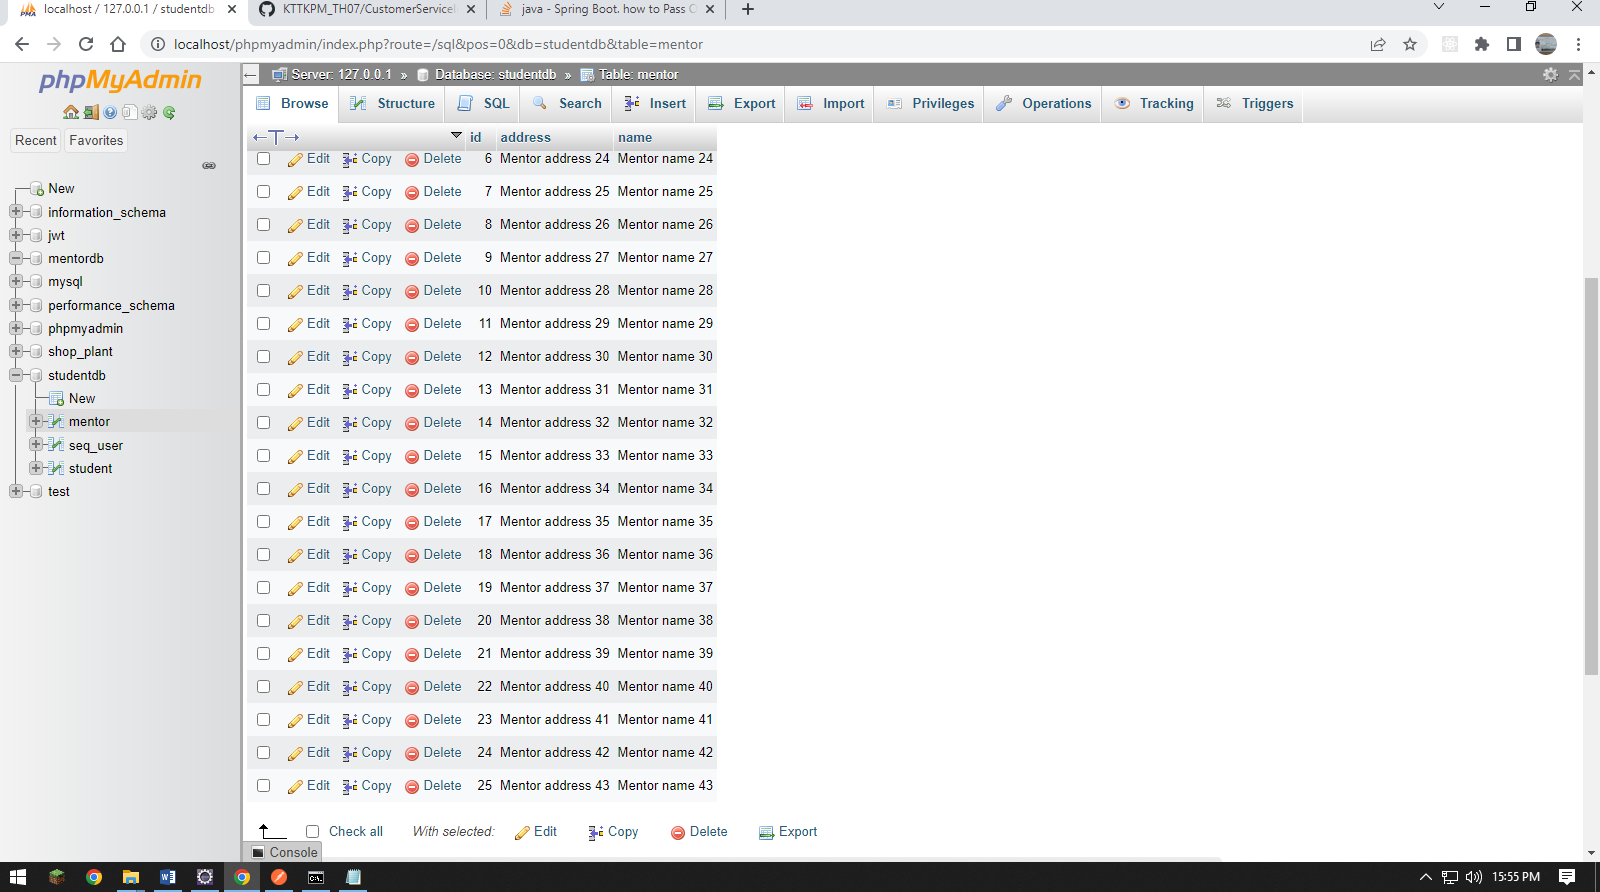 localhost / 127.0.0.1 / studentdb
KTTKPM_TH07/CustomerService
java - Spring Boot. how to Pass
localhost/phpmyadmin/index.php?route=/sql&pos=0&db=studentdb&table=mentor
phpMyAdmin
Recent Favorites
New
information_schema
jwt
mentordb
mysql
performance_schema
phpmyadmin
shop_plant
studentdb
New
mentor
seq_user
student
test
Server: 127.0.0.1 » Database: studentdb » Table: mentor
Browse Structure SQL Search Insert Export Import Privileges Operations Tracking Triggers
←T→ id address name
Edit Copy Delete 6 Mentor address 24 Mentor name 24
Edit Copy Delete 7 Mentor address 25 Mentor name 25
Edit Copy Delete 8 Mentor address 26 Mentor name 26
Edit Copy Delete 9 Mentor address 27 Mentor name 27
Edit Copy Delete 10 Mentor address 28 Mentor name 28
Edit Copy Delete 11 Mentor address 29 Mentor name 29
Edit Copy Delete 12 Mentor address 30 Mentor name 30
Edit Copy Delete 13 Mentor address 31 Mentor name 31
Edit Copy Delete 14 Mentor address 32 Mentor name 32
Edit Copy Delete 15 Mentor address 33 Mentor name 33
Edit Copy Delete 16 Mentor address 34 Mentor name 34
Edit Copy Delete 17 Mentor address 35 Mentor name 35
Edit Copy Delete 18 Mentor address 36 Mentor name 36
Edit Copy Delete 19 Mentor address 37 Mentor name 37
Edit Copy Delete 20 Mentor address 38 Mentor name 38
Edit Copy Delete 21 Mentor address 39 Mentor name 39
Edit Copy Delete 22 Mentor address 40 Mentor name 40
Edit Copy Delete 23 Mentor address 41 Mentor name 41
Edit Copy Delete 24 Mentor address 42 Mentor name 42
Edit Copy Delete 25 Mentor address 43 Mentor name 43
Check all With selected: Edit Copy Delete Export
Console
15:55 PM